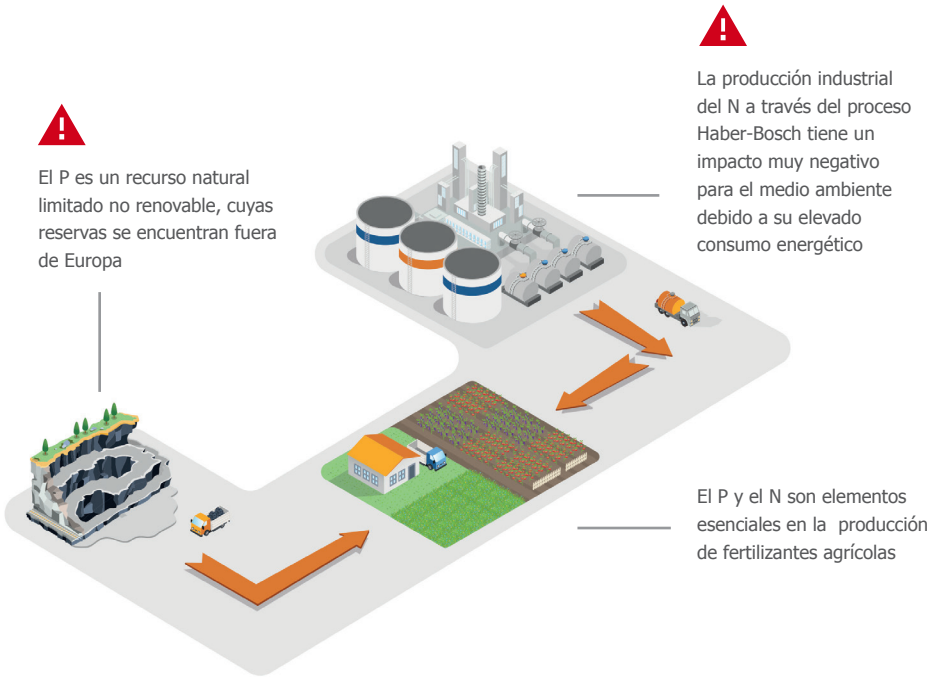 La producción industrial
del N a través del proceso
Haber-Bosch tiene un
impacto muy negativo
para el medio ambiente
debido a su elevado
consumo energético
El P es un recurso natural
limitado no renovable, cuyas
reservas se encuentran fuera
de Europa
El P y el N son elementos
esenciales en la producción
de fertilizantes agrícolas